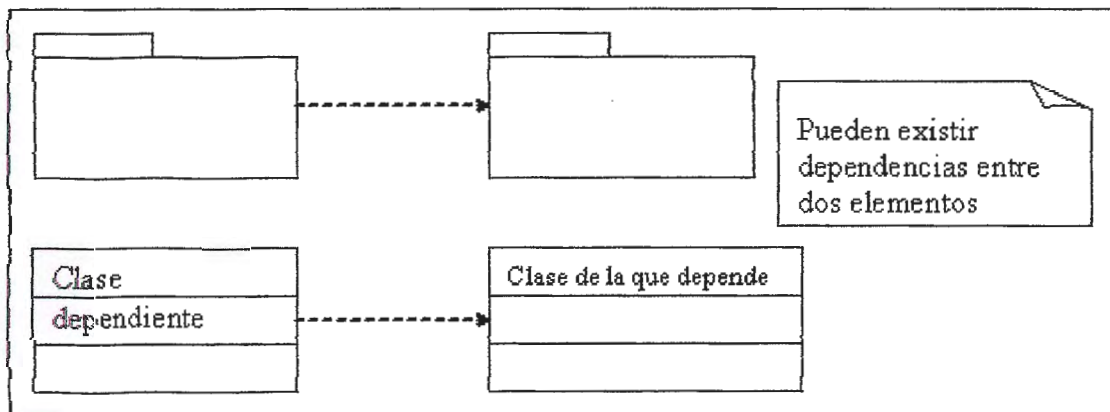 Pueden existir
dependencias entre
dos elementos
Clase
dependiente
Clase de la que depende